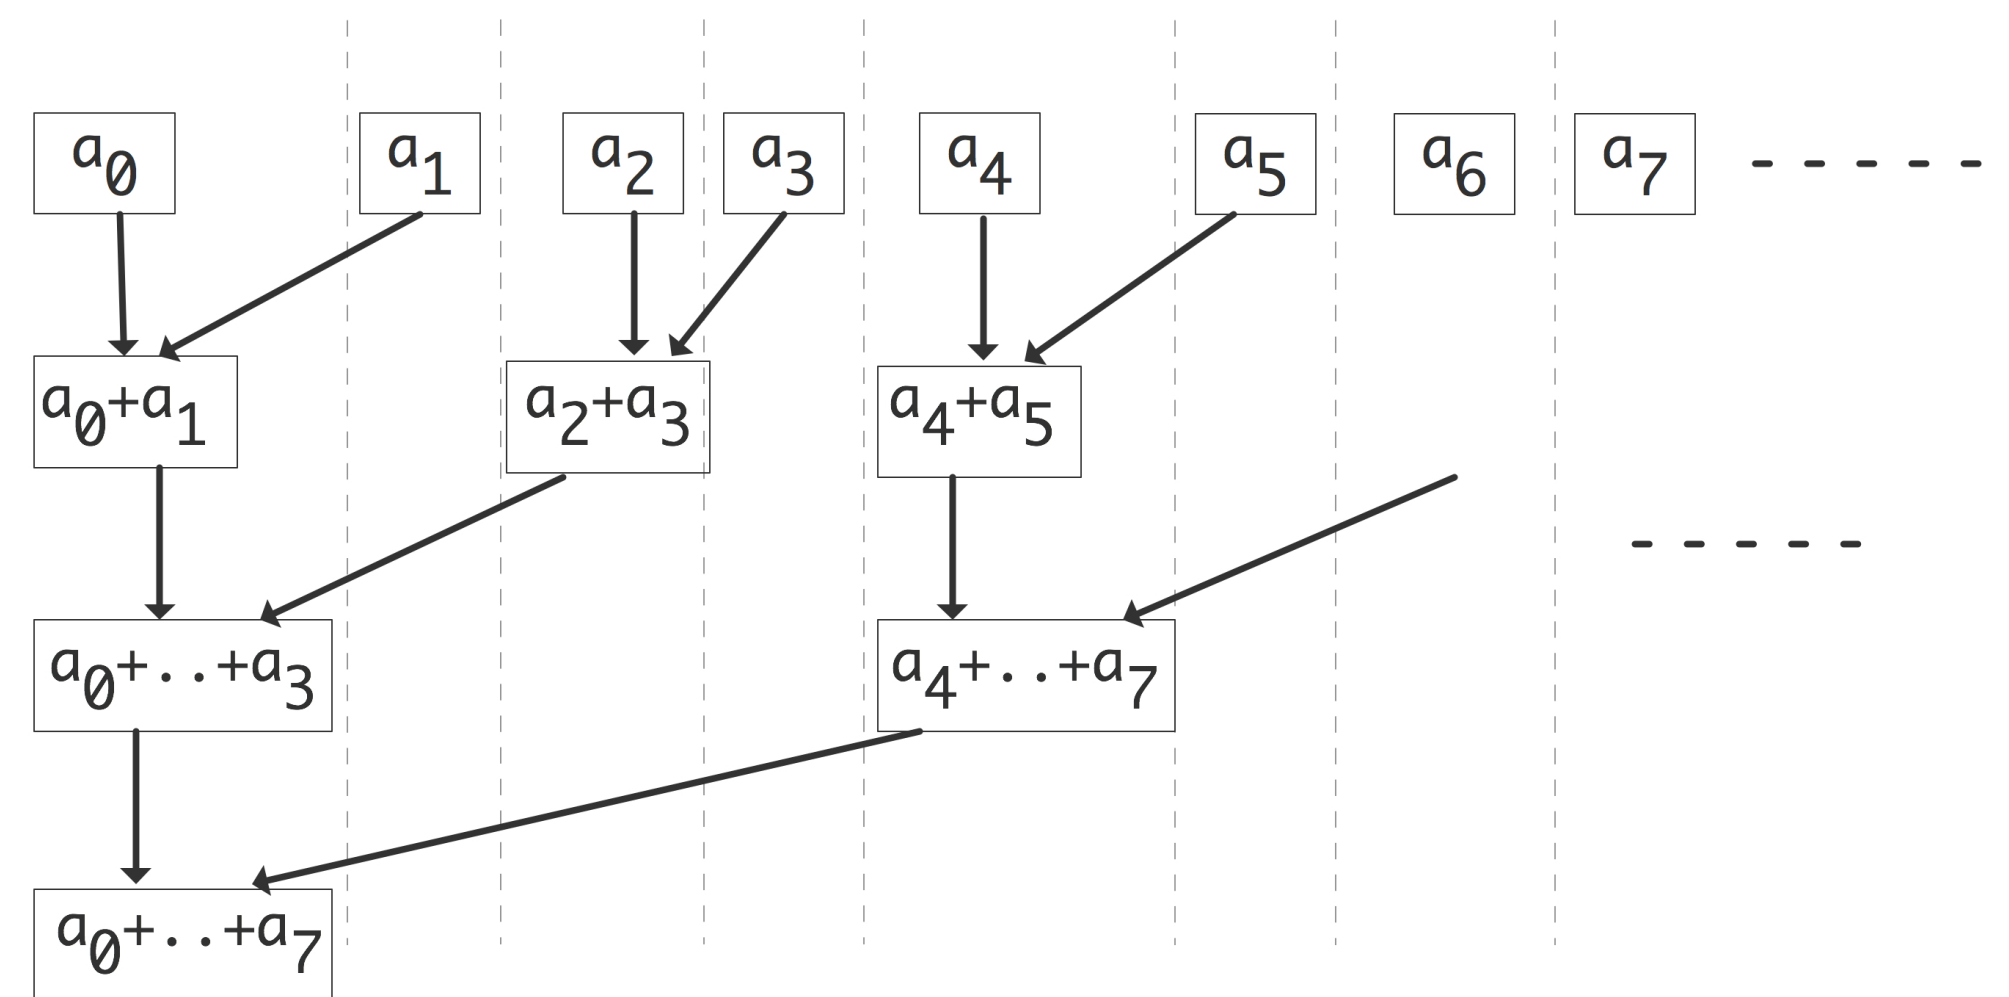 a₀ a₁ a₂ a₃ a₄ a₅ a₆ a₇
a₀+a₁ a₂+a₃ a₄+a₅
a₀+..+a₃ a₄+..+a₇
a₀+..+a₇